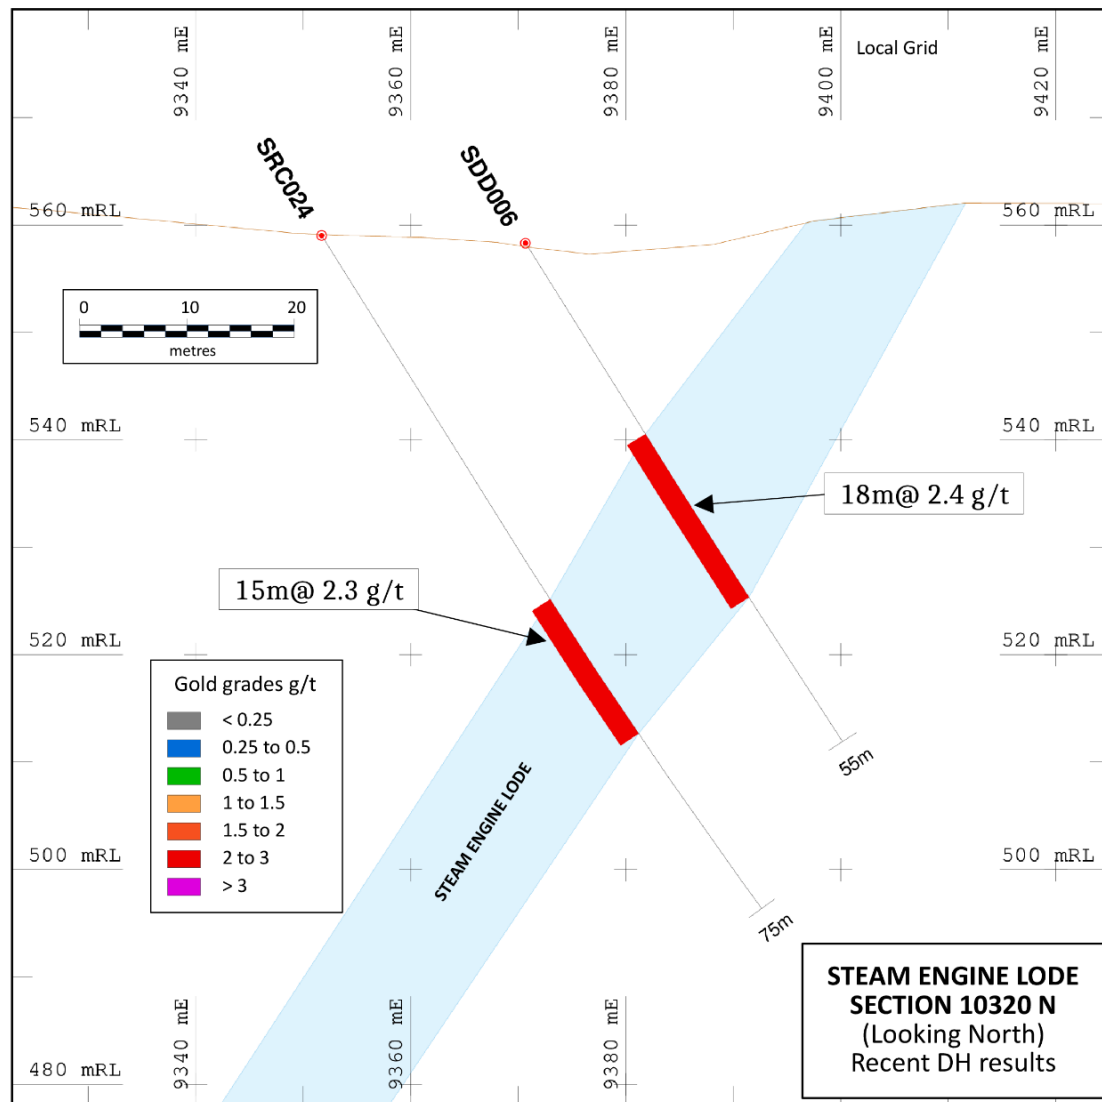 9340 mE
9360 mE
9380 mE
9400 mE
9420 mE
Local Grid
SRC024
SDD006
560 mRL
560 mRL
0 10 20
metres
540 mRL
540 mRL
18m@ 2.4 g/t
15m@ 2.3 g/t
520 mRL
520 mRL
Gold grades g/t
< 0.25
0.25 to 0.5
0.5 to 1
1 to 1.5
1.5 to 2
2 to 3
> 3
STEAM ENGINE LODE
55m
500 mRL
500 mRL
75m
STEAM ENGINE LODE
SECTION 10320 N
(Looking North)
Recent DH results
480 mRL
9340 mE
9360 mE
9380 mE